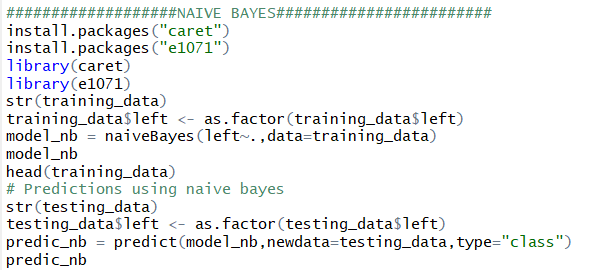 ###################NAIVE BAYES########################
install.packages("caret")
install.packages("e1071")
library(caret)
library(e1071)
str(training_data)
training_data$left <- as.factor(training_data$left)
model_nb = naiveBayes(left~.,data=training_data)
model_nb
head(training_data)
# Predictions using naive bayes
str(testing_data)
testing_data$left <- as.factor(testing_data$left)
predic_nb = predict(model_nb,newdata=testing_data,type="class")
predic_nb